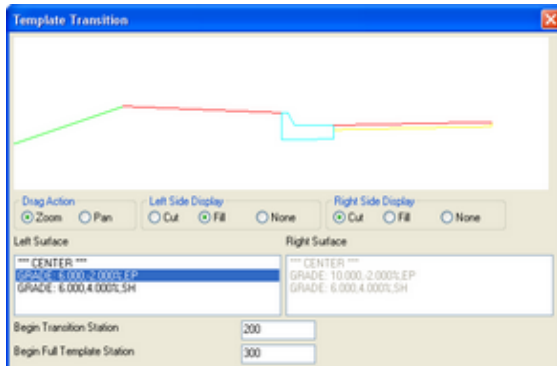 Template Transition
Drag Action
Zoom Pan
Left Side Display
Cut Fill None
Right Side Display
Cut Fill None
Left Surface
*** CENTER ***
GRADE: 6.000,-2.000%,EP
GRADE: 6.000,4.000%,SH
Right Surface
*** CENTER ***
GRADE: 10.000,-2.000%,EP
GRADE: 6.000,4.000%,SH
Begin Transition Station 200
Begin Full Template Station 300